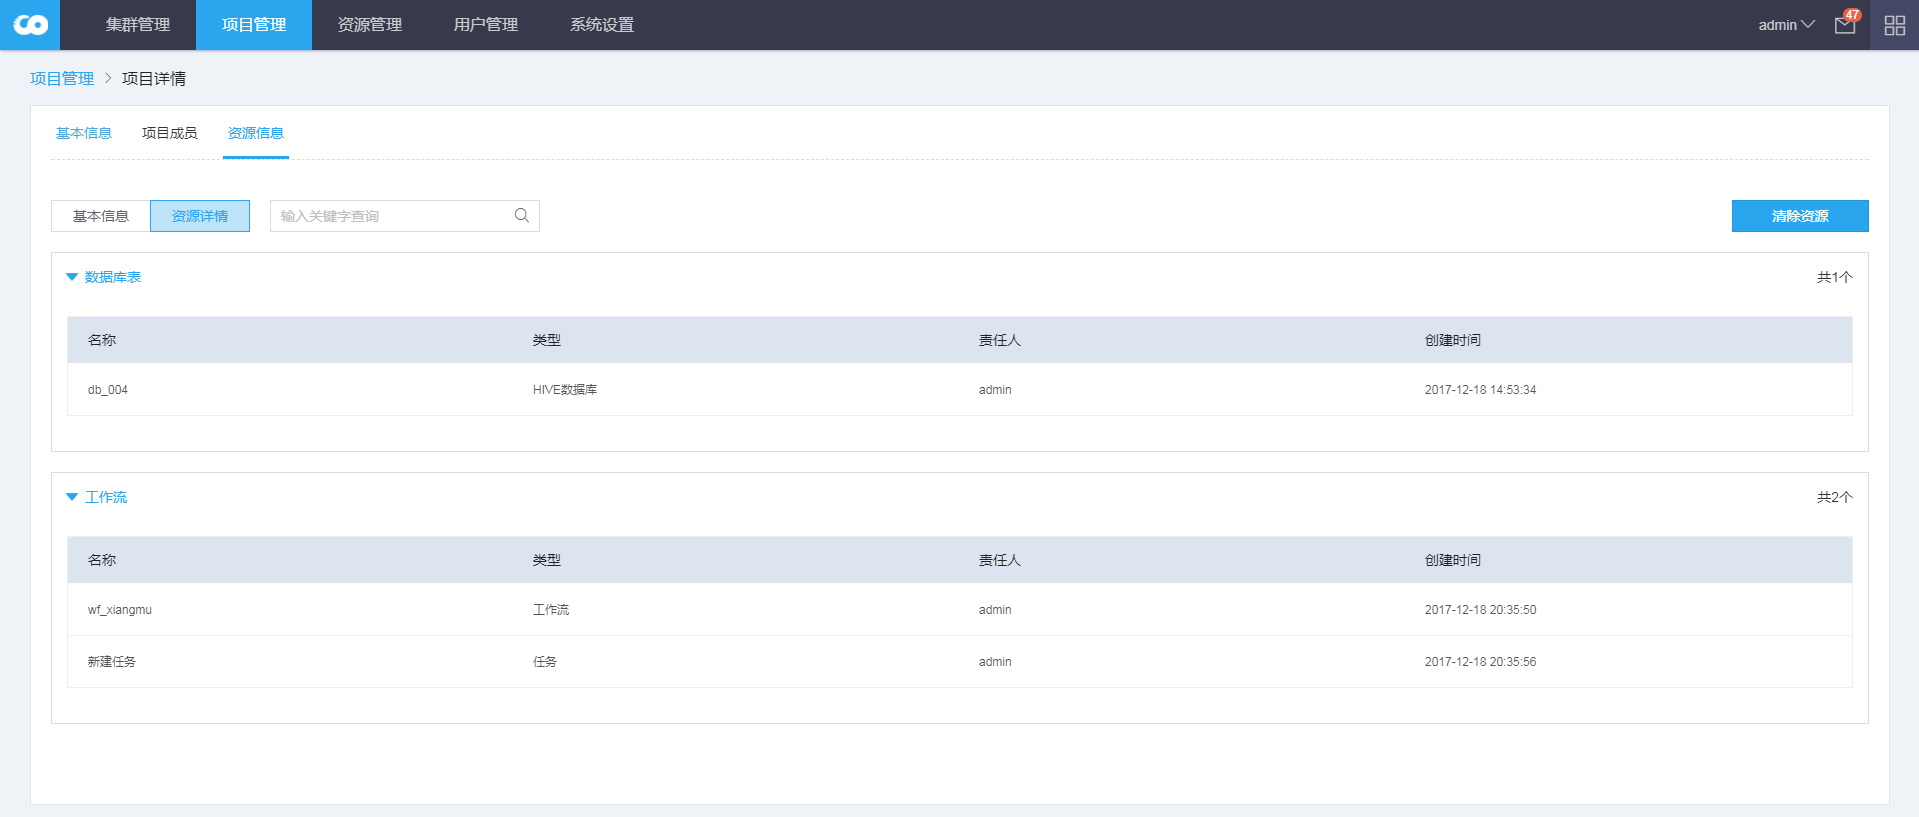 集群管理 项目管理 资源管理 用户管理 系统设置 admin 47
项目管理 > 项目详情
基本信息 项目成员 资源信息
基本信息 资源详情 输入关键字查询 清除资源
数据库表 共1个
名称 类型 责任人 创建时间
db_004 HIVE数据库 admin 2017-12-18 14:53:34
工作流 共2个
名称 类型 责任人 创建时间
wf_xiangmu 工作流 admin 2017-12-18 20:35:50
新建任务 任务 admin 2017-12-18 20:35:56